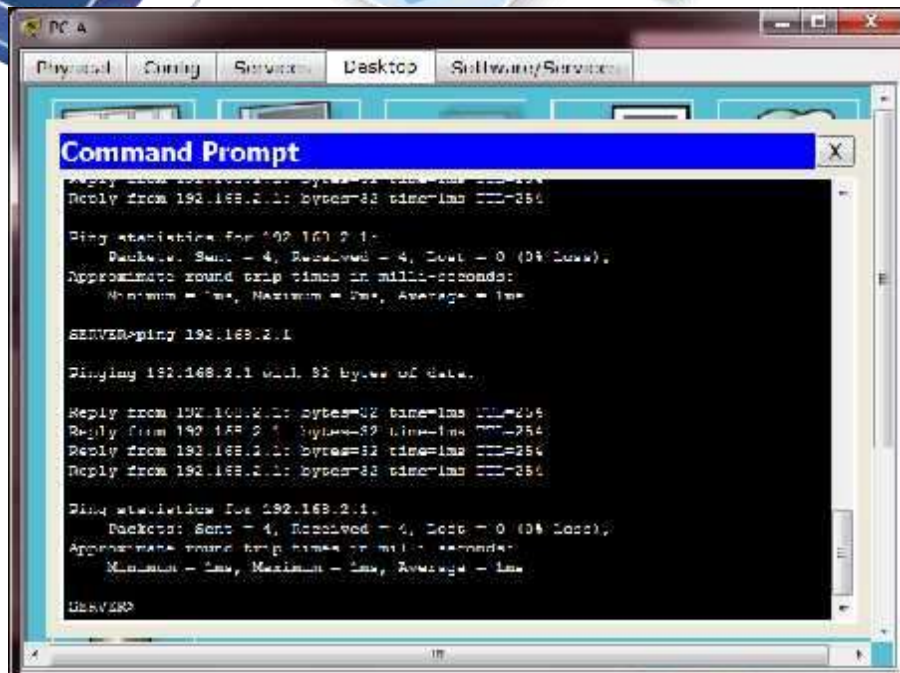 PC A
Physical Config Services Desktop Software/Services
Command Prompt
X
Reply from 192.168.2.1: bytes=32 time=1ms TTL=254
Ping statistics for 192.168.2.1:
Packets: Sent = 4, Received = 4, Lost = 0 (0% loss),
Approximate round trip times in milli-seconds:
Minimum = 1ms, Maximum = 2ms, Average = 1ms
SERVER>ping 192.168.2.1
Pinging 192.168.2.1 with 32 bytes of data:
Reply from 192.168.2.1: bytes=32 time=1ms TTL=254
Reply from 192.168.2.1: bytes=32 time=1ms TTL=254
Reply from 192.168.2.1: bytes=32 time=1ms TTL=254
Reply from 192.168.2.1: bytes=32 time=1ms TTL=254
Ping statistics for 192.168.2.1:
Packets: Sent = 4, Received = 4, Lost = 0 (0% loss),
Approximate round trip times in milli-seconds:
Minimum = 1ms, Maximum = 1ms, Average = 1ms
SERVER>